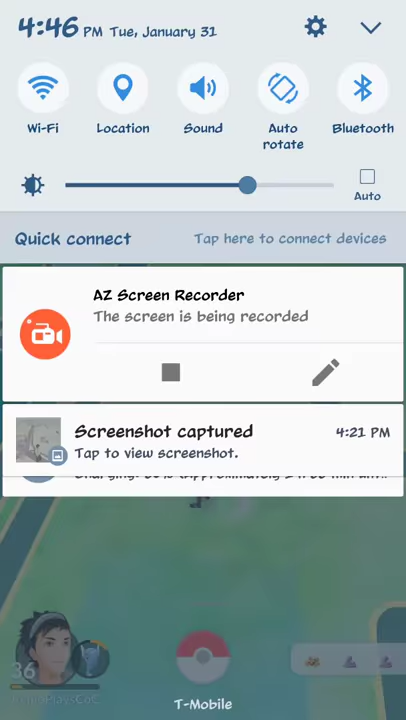 4:46 PM Tue, January 31
Wi-Fi
Location
Sound
Auto
rotate
Bluetooth
Auto
Quick connect
Tap here to connect devices
AZ Screen Recorder
The screen is being recorded
Screenshot captured
4:21 PM
Tap to view screenshot.
36
T-Mobile